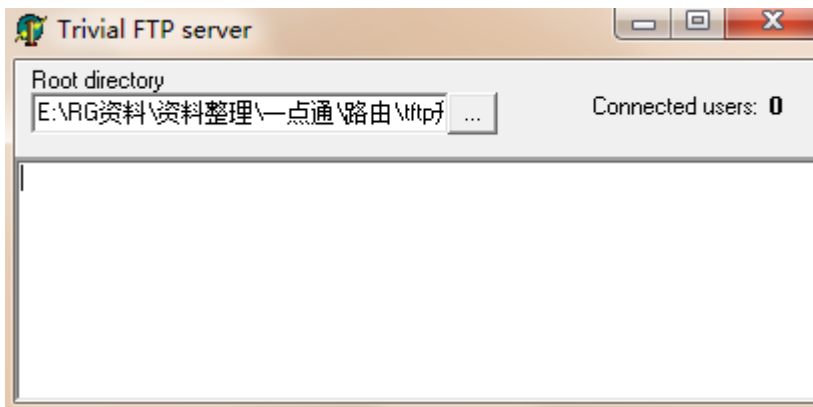 Trivial FTP server
Root directory
E:\RG资料\资料整理\一点通\路由\tftp
...
Connected users: 0